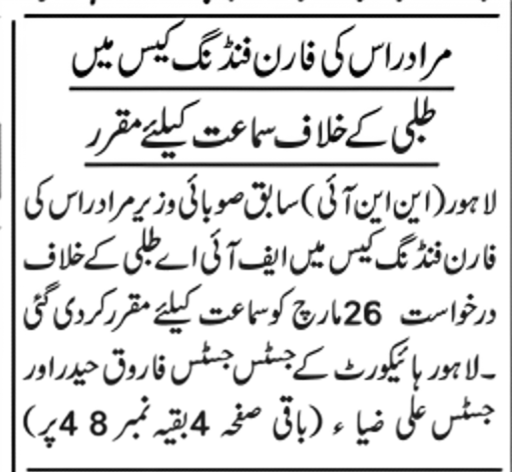 مراد راس کی فارن فنڈنگ کیس میں
طلبی کے خلاف سماعت کیلئے مقرر
لاہور(این این آئی)سابق صوبائی وزیر مراد راس کی
فارن فنڈنگ کیس میں ایف آئی اے طلبی کے خلاف
درخواست 26 مارچ کو سماعت کیلئے مقرر کر دی گئی
۔لاہور ہائیکورٹ کے جسٹس جسٹس فاروق حیدر اور
جسٹس علی ضیا ء (باقی صفحہ 4 بقیہ نمبر 8 4 پر)